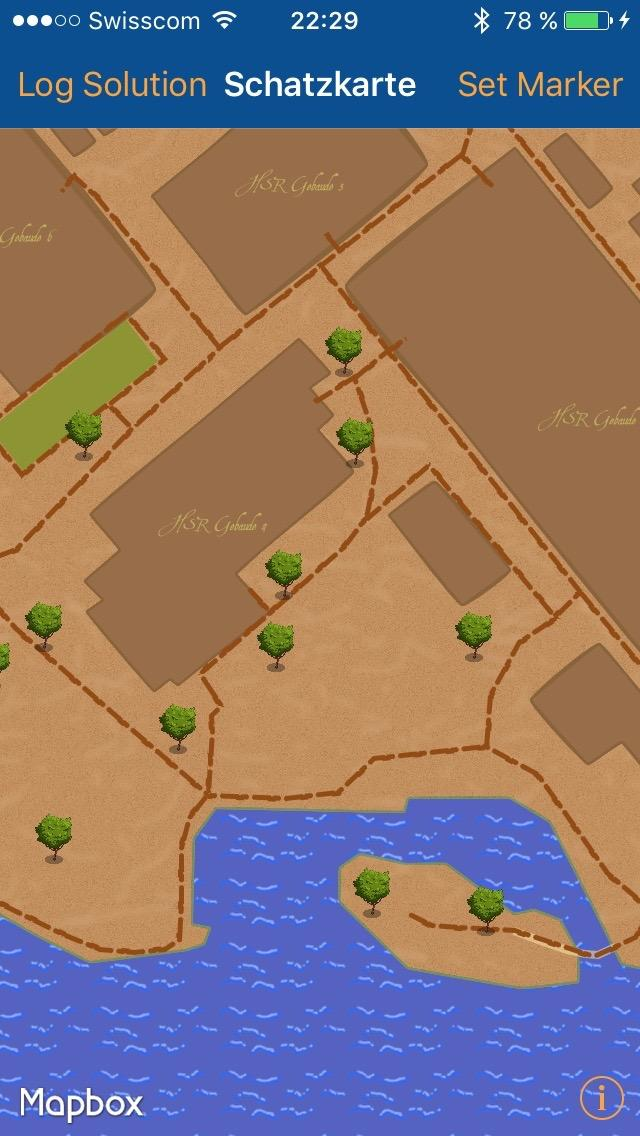 Swisscom 22:29 78 %
Log Solution Schatzkarte Set Marker
HSR Gebäude 3
Gebäude 6
HSR Gebäude
HSR Gebäude 4
Mapbox
i